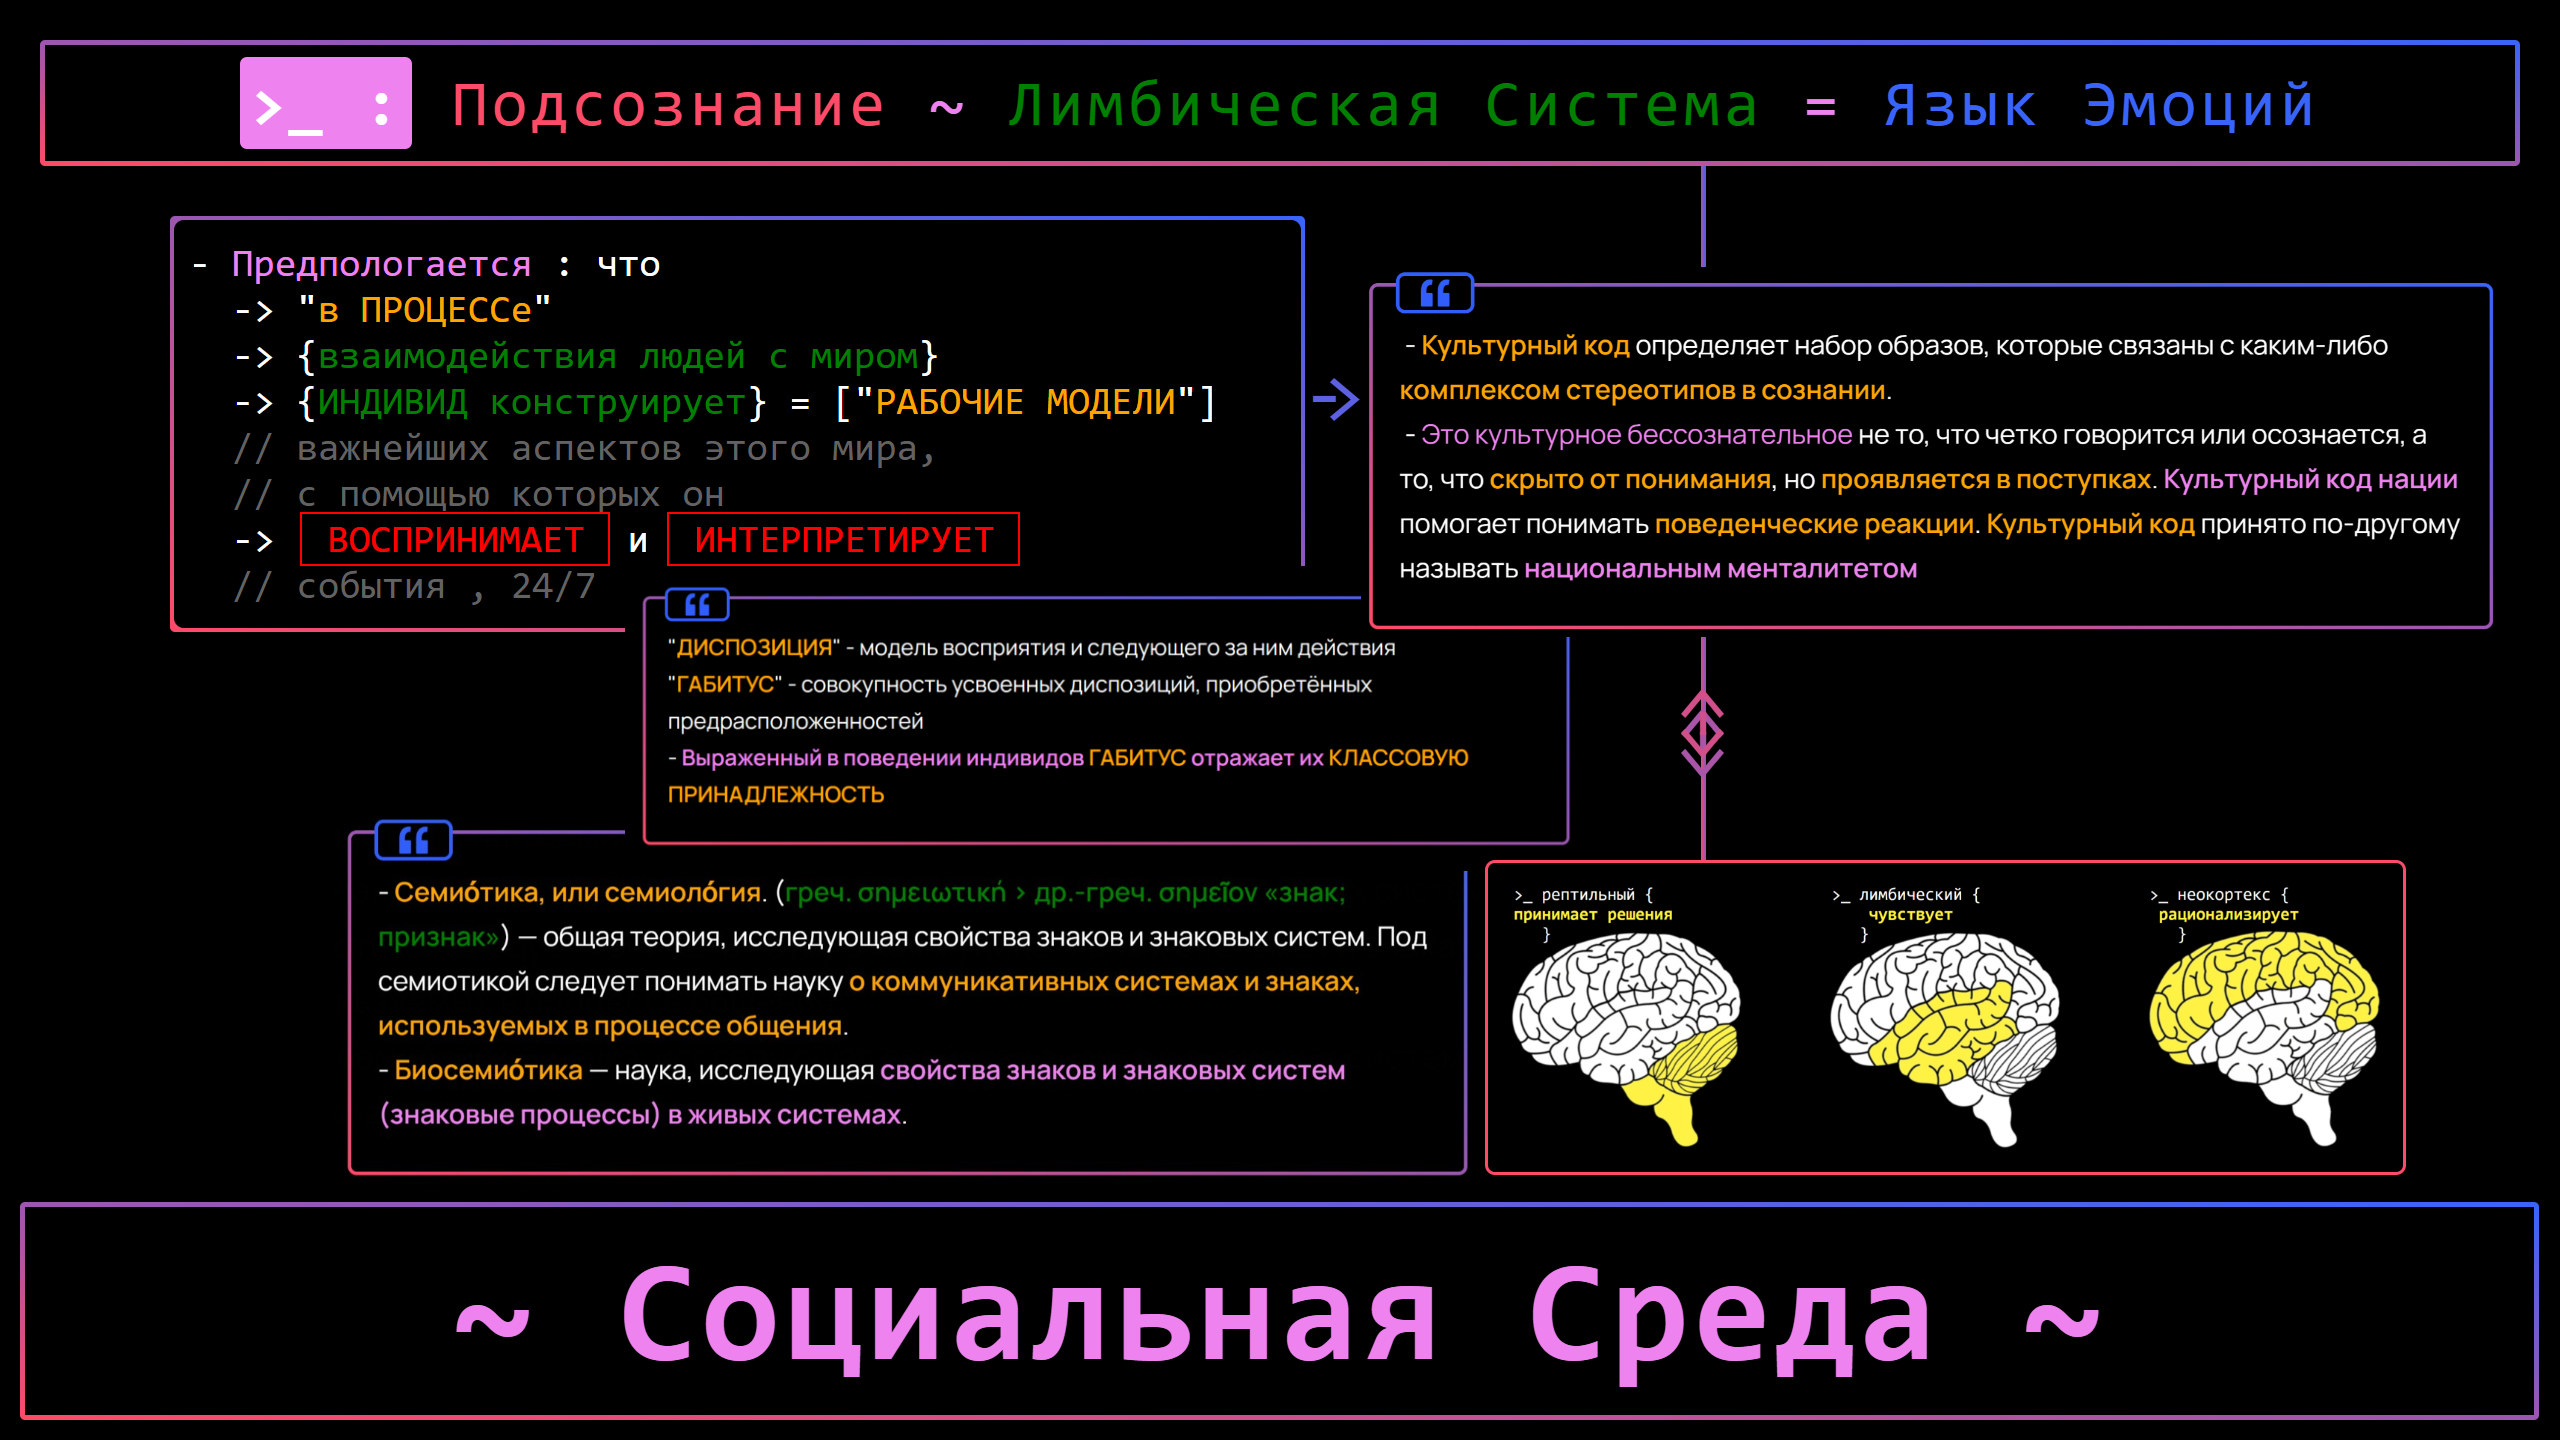 >_ : Подсознание ~ Лимбическая Система = Язык Эмоций
- Предпологается : что
-> "в ПРОЦЕССе"
-> {взаимодействия людей с миром}
-> {ИНДИВИД конструирует} = ["РАБОЧИЕ МОДЕЛИ"]
// важнейших аспектов этого мира,
// с помощью которых он
-> ВОСПРИНИМАЕТ и ИНТЕРПРЕТИРУЕТ
// события , 24/7
- Культурный код определяет набор образов, которые связаны с каким-либо
комплексом стереотипов в сознании.
- Это культурное бессознательное не то, что четко говорится или осознается, а
то, что скрыто от понимания, но проявляется в поступках. Культурный код нации
помогает понимать поведенческие реакции. Культурный код принято по-другому
называть национальным менталитетом
"ДИСПОЗИЦИЯ" - модель восприятия и следующего за ним действия
"ГАБИТУС" - совокупность усвоенных диспозиций, приобретённых
предрасположенностей
- Выраженный в поведении индивидов ГАБИТУС отражает их КЛАССОВУЮ
ПРИНАДЛЕЖНОСТЬ
- Семио́тика, или семиоло́гия. (греч. σημειωτική > др.-греч. σημεῖον «знак;
признак») — общая теория, исследующая свойства знаков и знаковых систем. Под
семиотикой следует понимать науку о коммуникативных системах и знаках,
используемых в процессе общения.
- Биосемио́тика — наука, исследующая свойства знаков и знаковых систем
(знаковые процессы) в живых системах.
>_ рептильный {
принимает решения
}
>_ лимбический {
чувствует
}
>_ неокортекс {
рационализирует
}
~ Социальная Среда ~